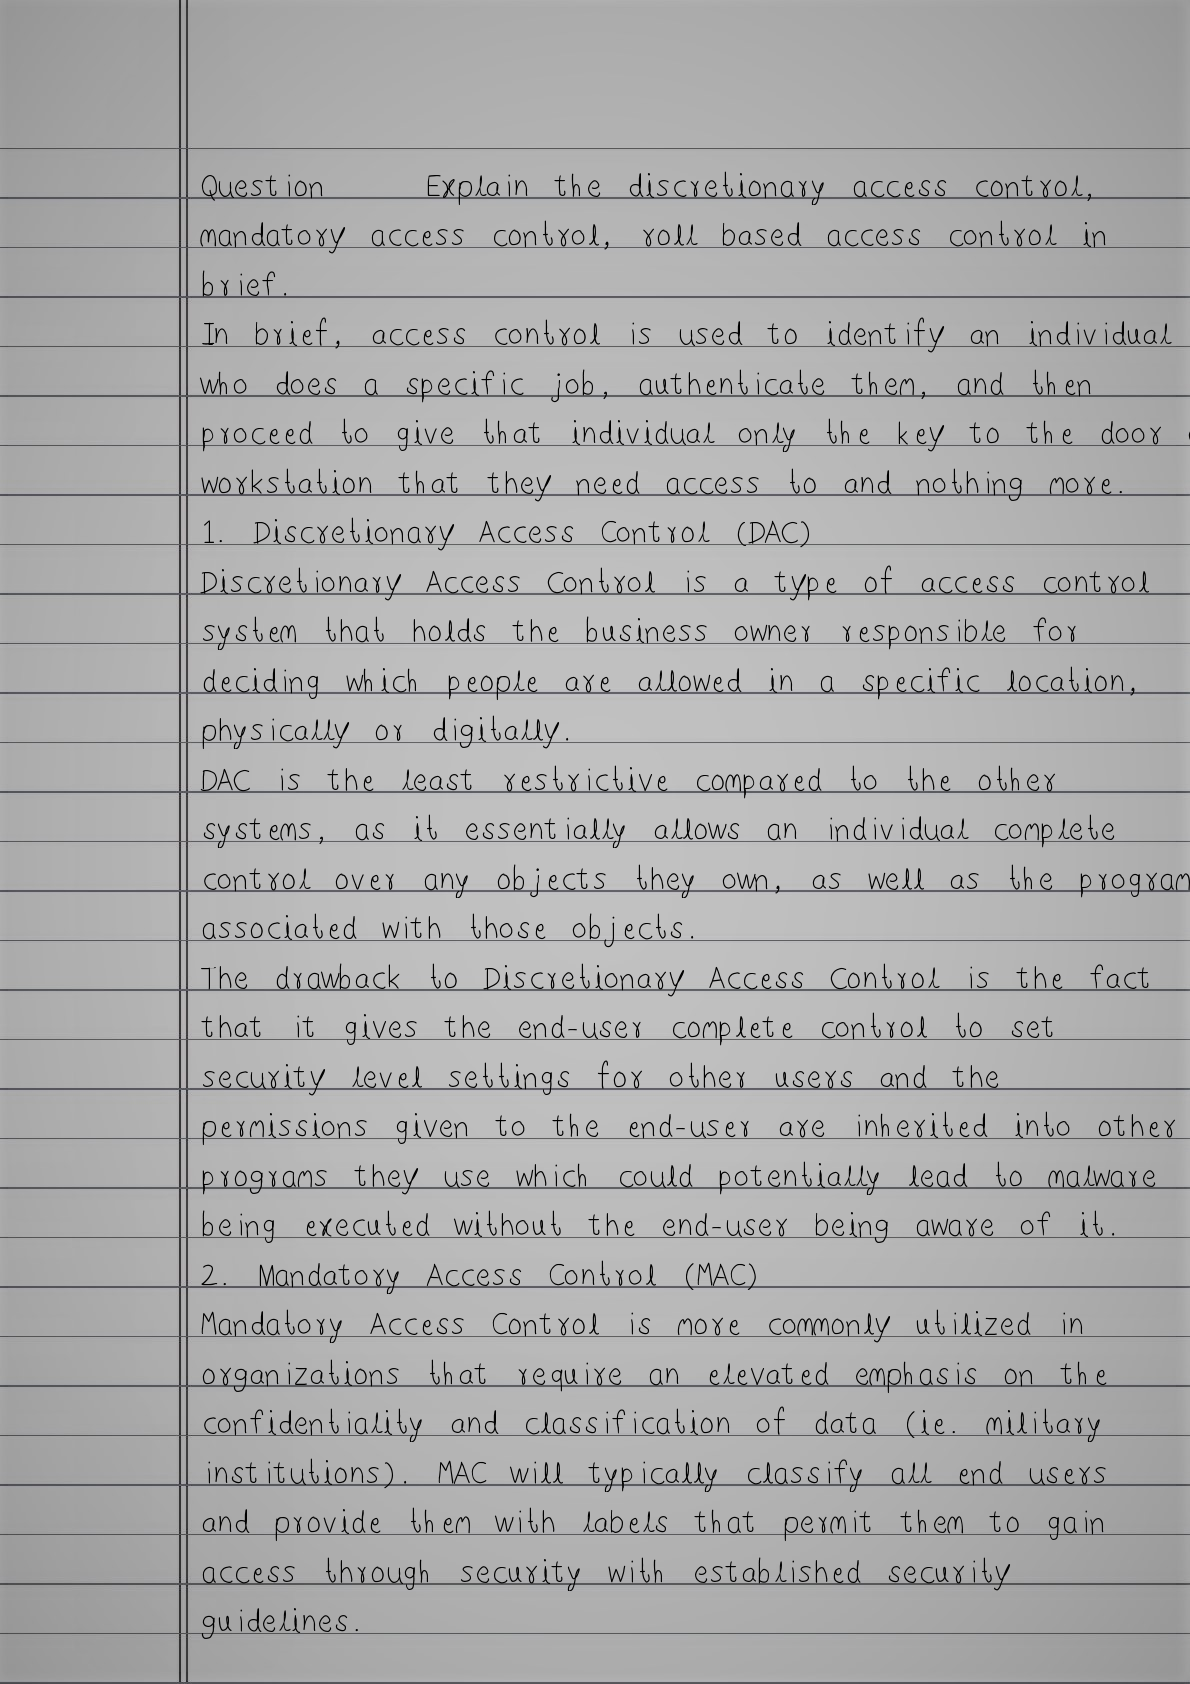 Question Explain the discretionary access control,
mandatory access control, roll based access control in
brief.
In brief, access control is used to identify an individual
who does a specific job, authenticate them, and then
proceed to give that individual only the key to the door
workstation that they need access to and nothing more.
1. Discretionary Access Control (DAC)
Discretionary Access Control is a type of access control
system that holds the business owner responsible for
deciding which people are allowed in a specific location,
physically or digitally.
DAC is the least restrictive compared to the other
systems, as it essentially allows an individual complete
control over any objects they own, as well as the program
associated with those objects.
The drawback to Discretionary Access Control is the fact
that it gives the end-user complete control to set
security level settings for other users and the
permissions given to the end-user are inherited into other
programs they use which could potentially lead to malware
being executed without the end-user being aware of it.
2. Mandatory Access Control (MAC)
Mandatory Access Control is more commonly utilized in
organizations that require an elevated emphasis on the
confidentiality and classification of data (ie. military
institutions). MAC will typically classify all end users
and provide them with labels that permit them to gain
access through security with established security
guidelines.